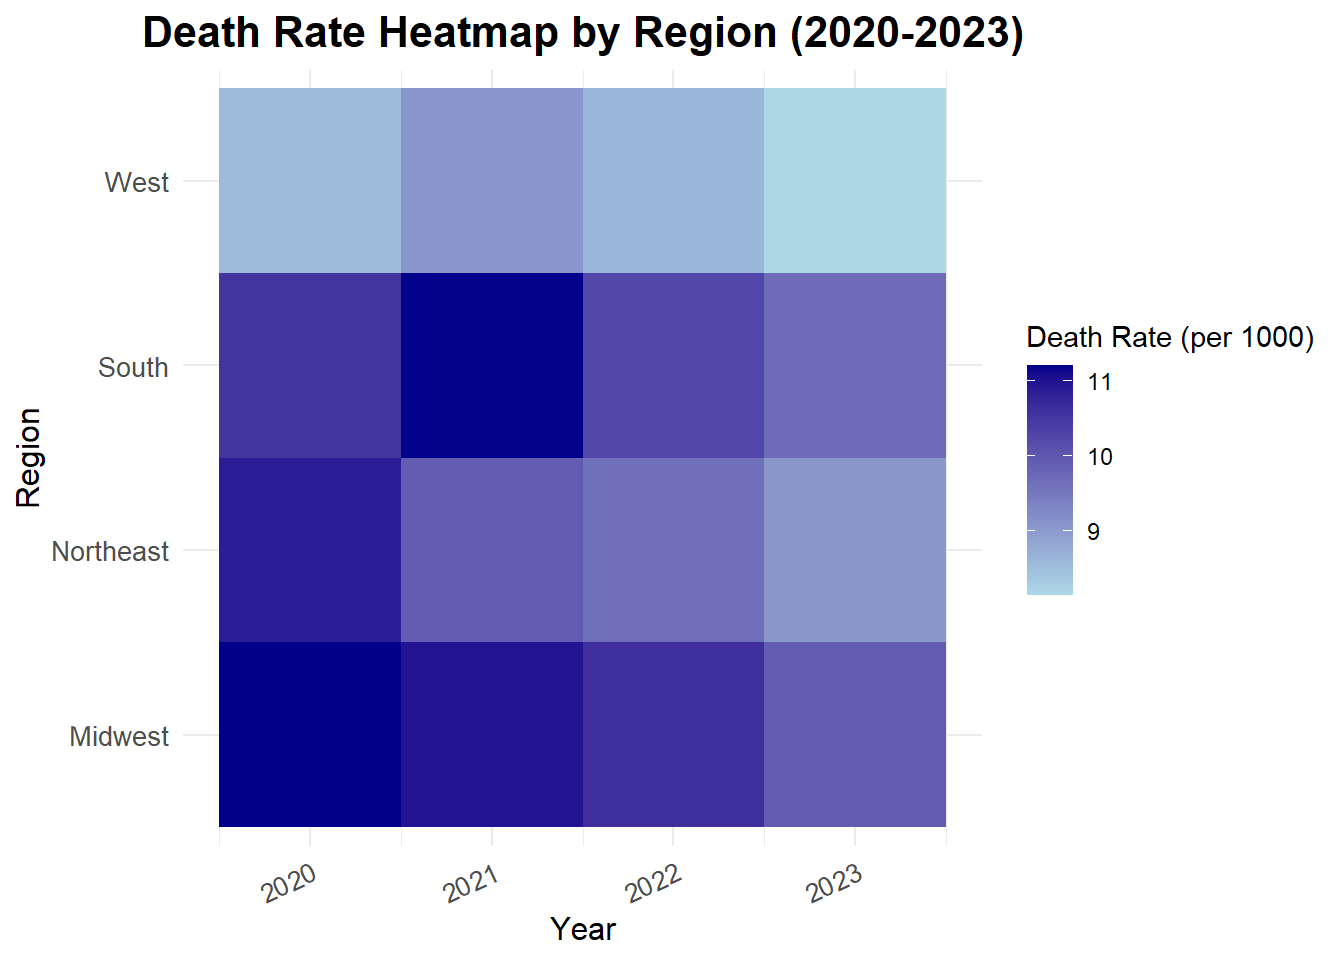 Death Rate Heatmap by Region (2020-2023)
West
South
Northeast
Midwest
Region
2020
2021
2022
2023
Year
Death Rate (per 1000)
11
10
9